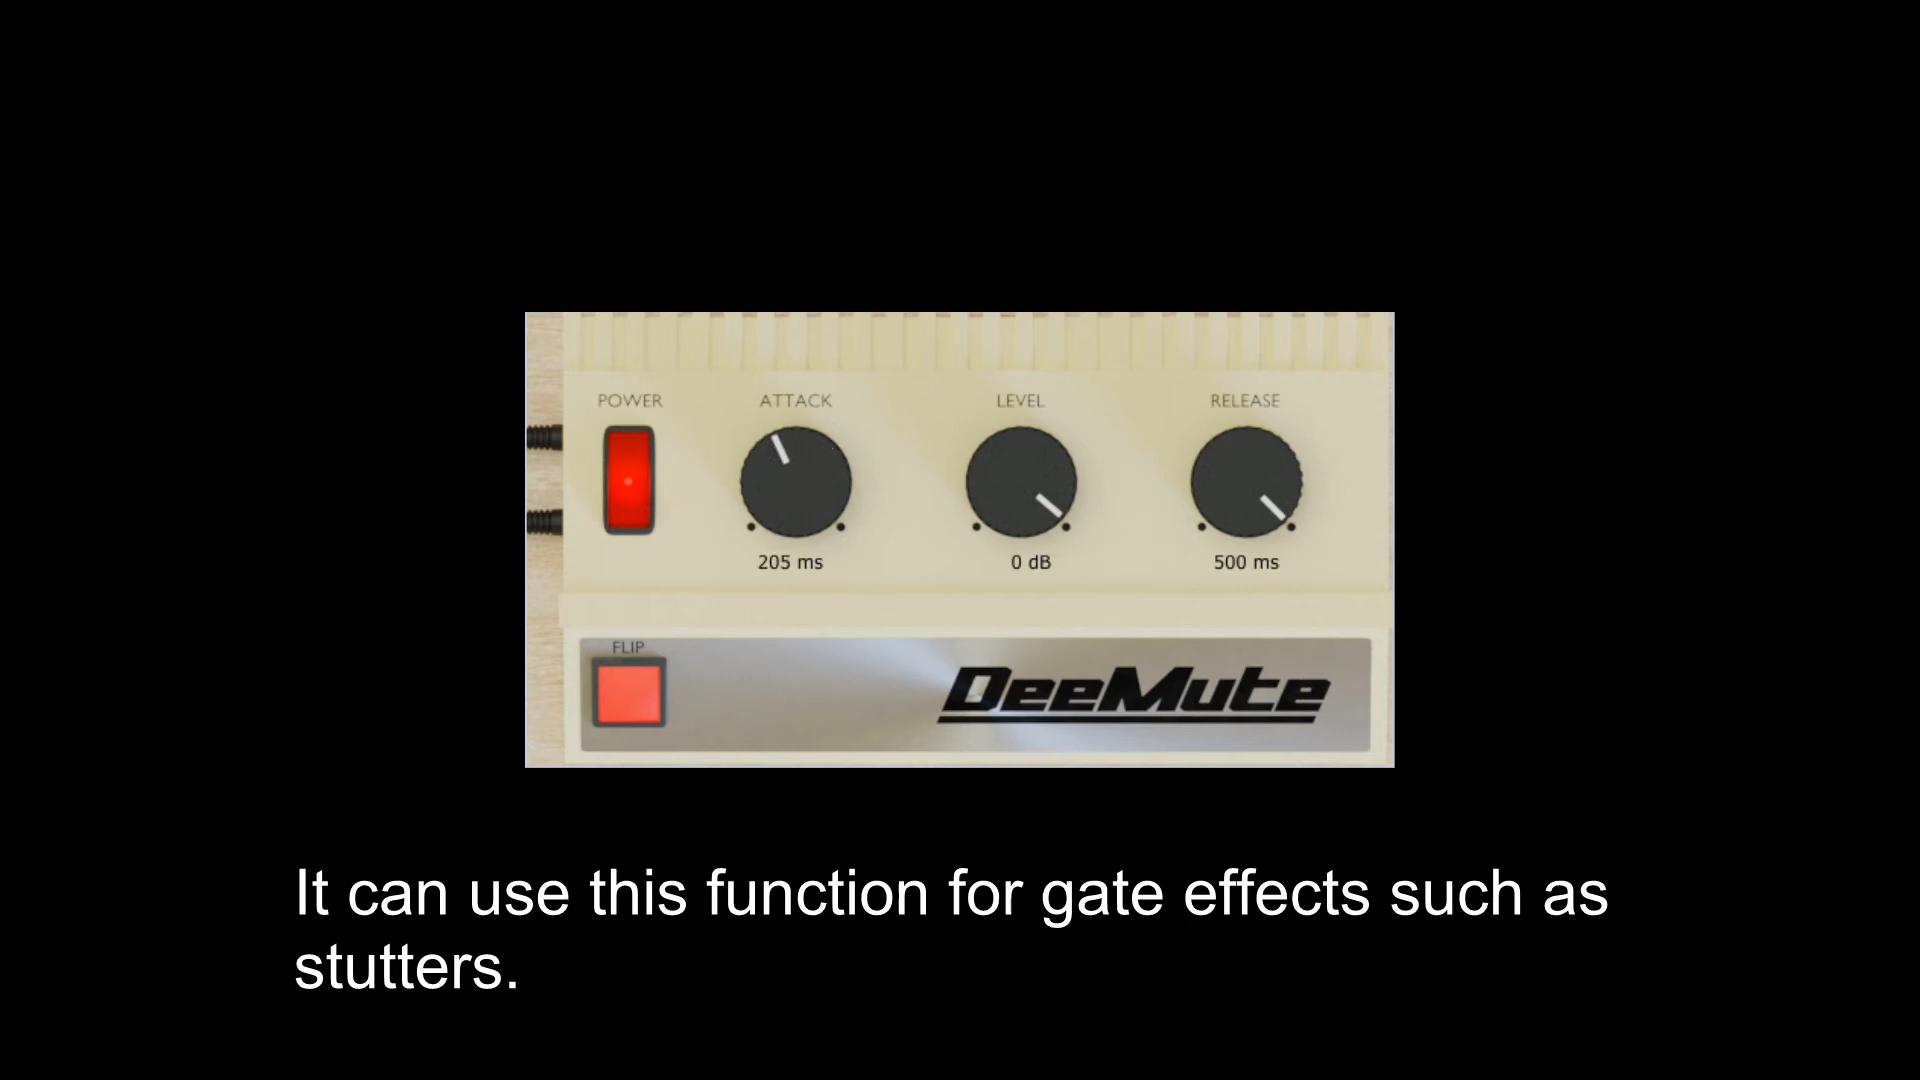 POWER ATTACK LEVEL RELEASE
205 ms 0 dB 500 ms
FLIP
DeeMute
It can use this function for gate effects such as
stutters.